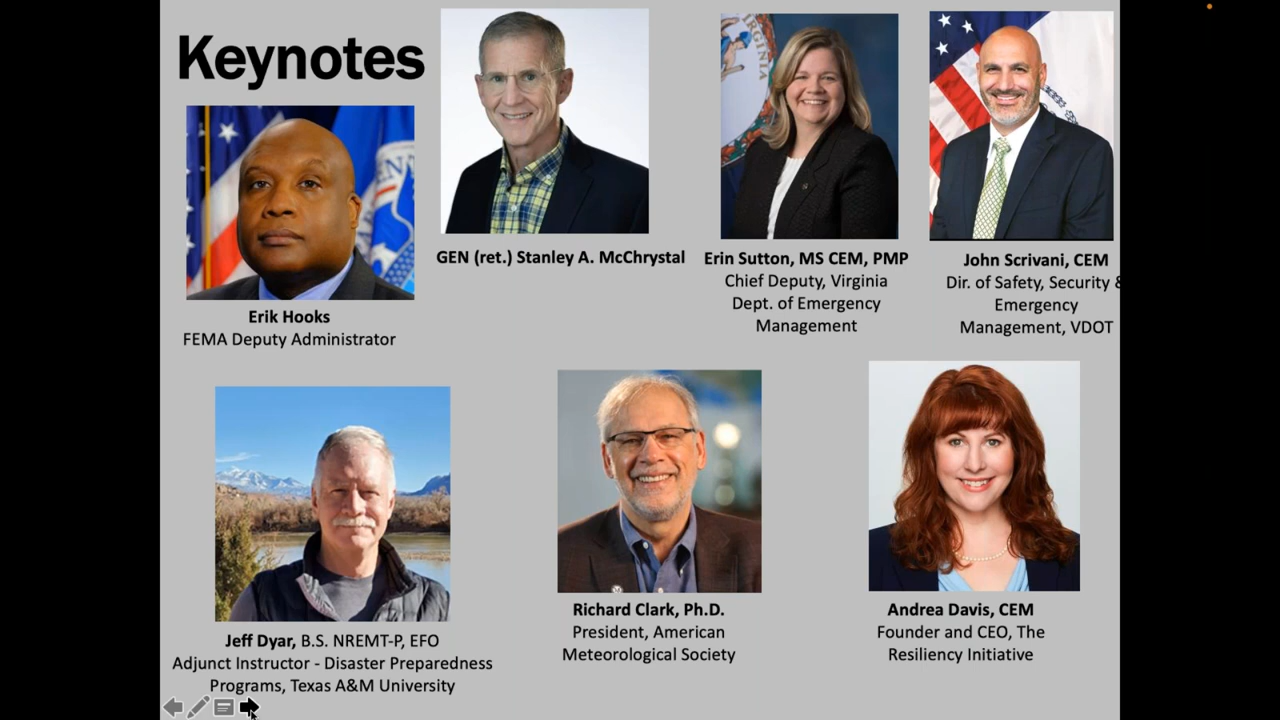 Keynotes
Erik Hooks
FEMA Deputy Administrator
GEN (ret.) Stanley A. McChrystal
Erin Sutton, MS CEM, PMP
Chief Deputy, Virginia
Dept. of Emergency
Management
VIRGINIA
John Scrivani, CEM
Dir. of Safety, Security &
Emergency
Management, VDOT
Jeff Dyar, B.S. NREMT-P, EFO
Adjunct Instructor - Disaster Preparedness
Programs, Texas A&M University
Richard Clark, Ph.D.
President, American
Meteorological Society
Andrea Davis, CEM
Founder and CEO, The
Resiliency Initiative